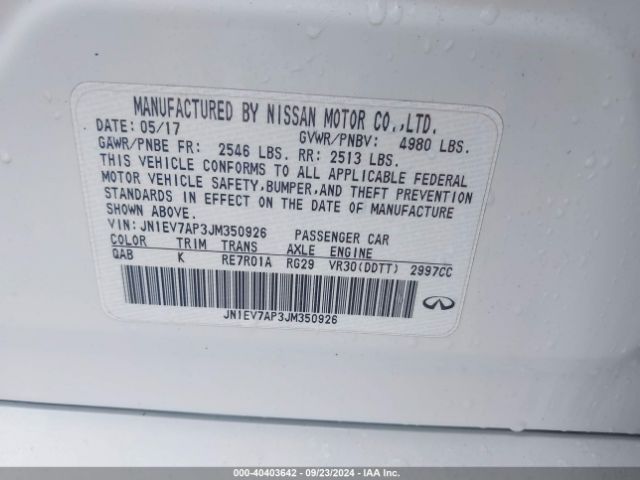 MANUFACTURED BY NISSAN MOTOR CO.,LTD.
DATE: 05/17 GVWR/PNBV: 4980 LBS.
GAWR/PNBE FR: 2546 LBS. RR: 2513 LBS.
THIS VEHICLE CONFORMS TO ALL APPLICABLE FEDERAL
MOTOR VEHICLE SAFETY,BUMPER,AND THEFT PREVENTION
STANDARDS IN EFFECT ON THE DATE OF MANUFACTURE
SHOWN ABOVE.
VIN: JN1EV7AP3JM350926 PASSENGER CAR
COLOR TRIM TRANS AXLE ENGINE
QAB K RE7R01A RG29 VR30(DDTT) 2997CC
JN1EV7AP3JM350926
INFINITI
000-40403642 - 09/23/2024 - IAA Inc.